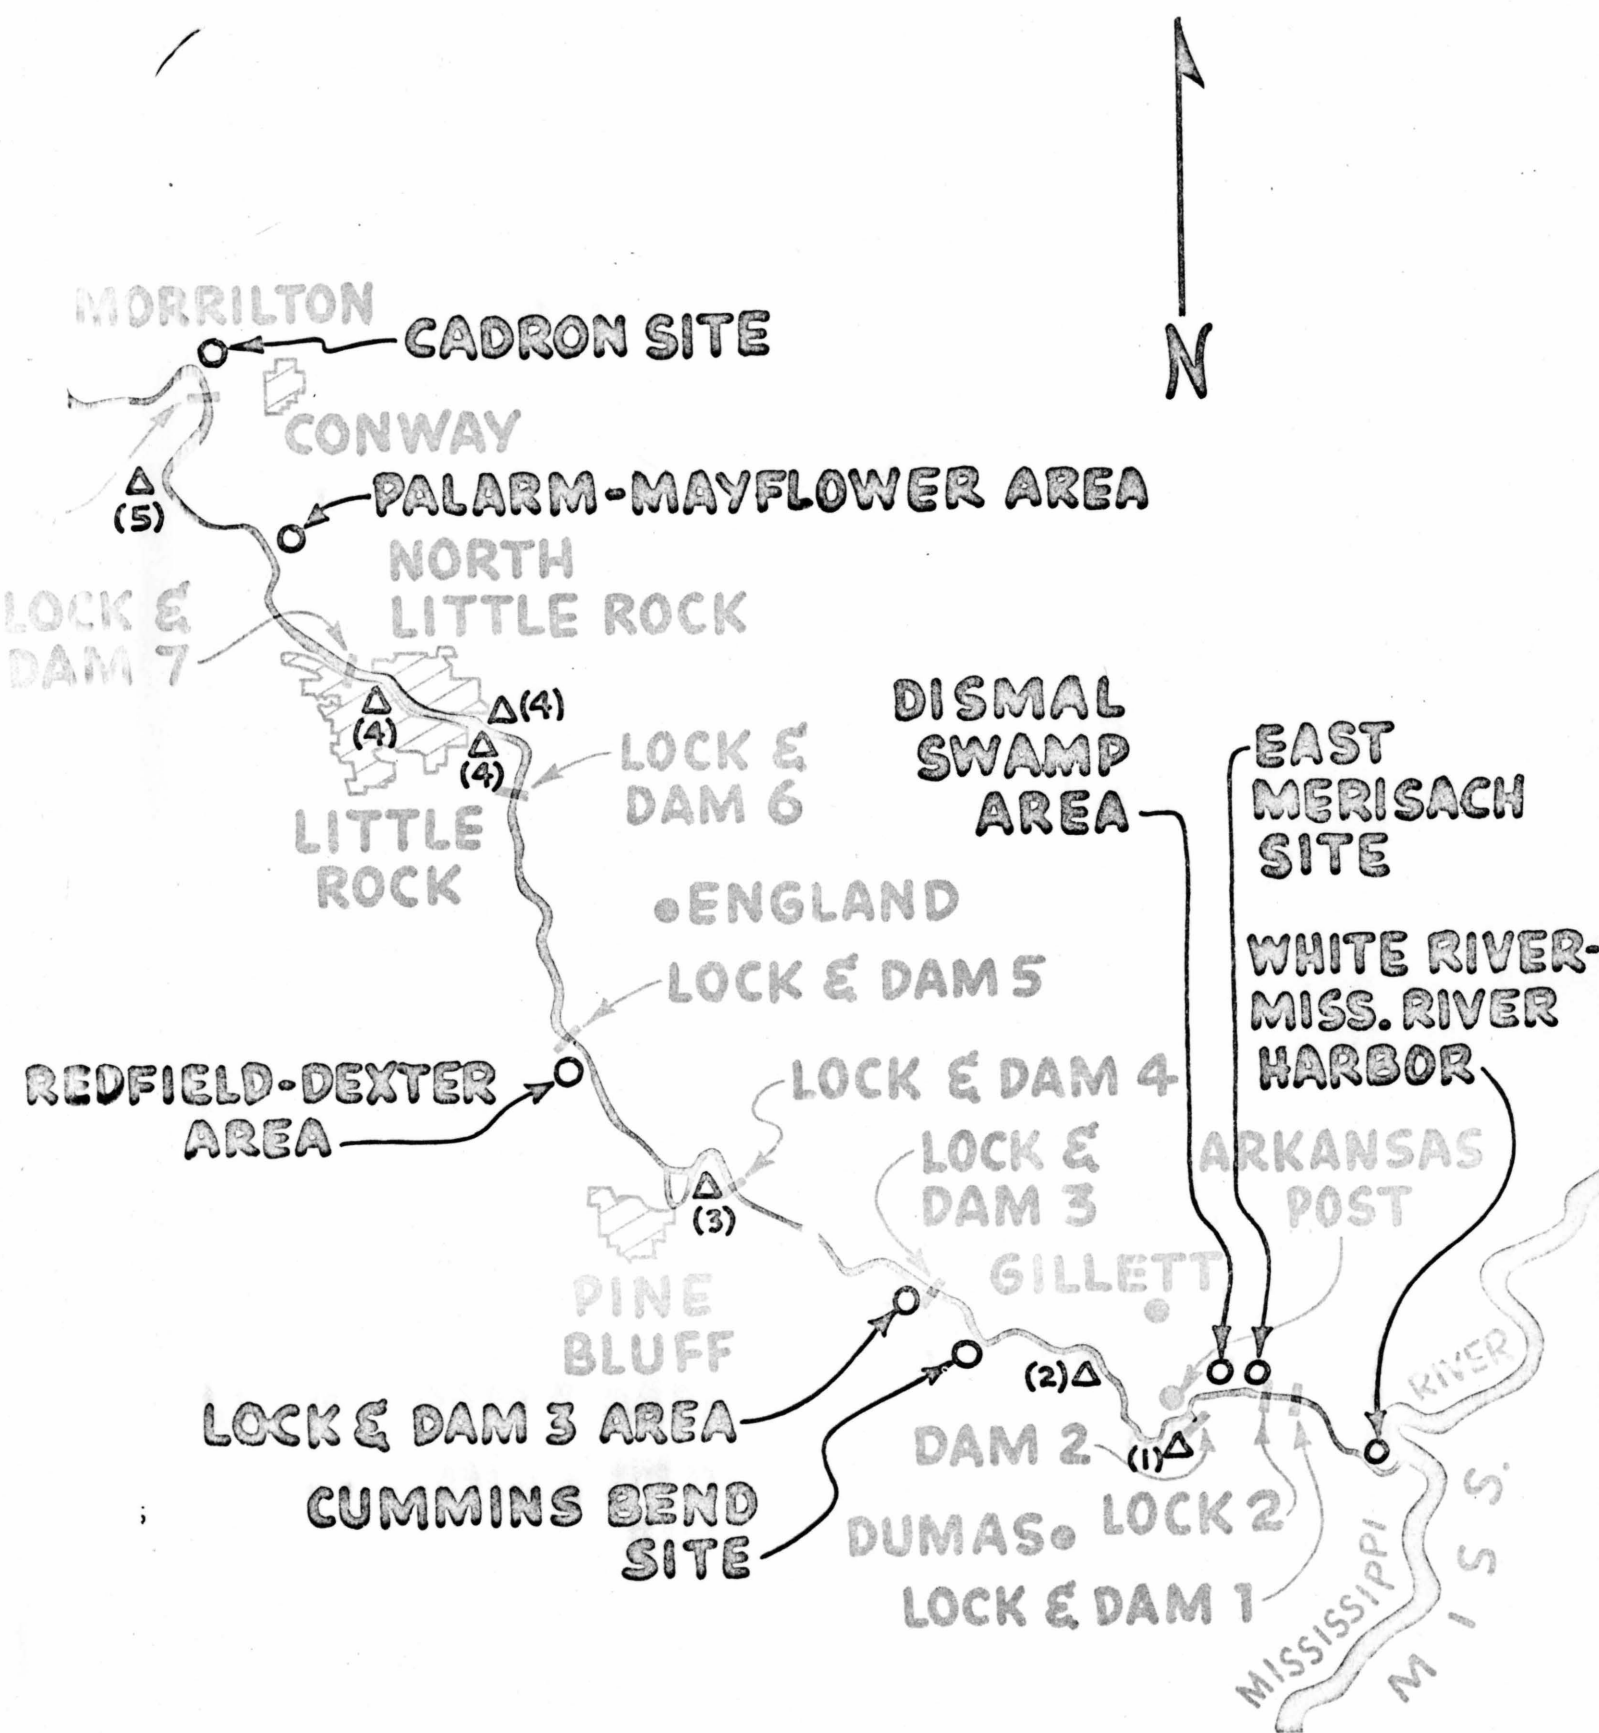 N
MORRILTON
CADRON SITE
CONWAY
(5)
PALARM-MAYFLOWER AREA
NORTH
LITTLE ROCK
LOCK &
DAM 7
(4)
(4)
(4)
LOCK &
DAM 6
LITTLE
ROCK
DISMAL
SWAMP
AREA
EAST
MERISACH
SITE
•ENGLAND
WHITE RIVER-
MISS. RIVER
HARBOR
LOCK & DAM 5
REDFIELD-DEXTER
AREA
LOCK & DAM 4
LOCK &
DAM 3
ARKANSAS
POST
(3)
PINE
BLUFF
GILLETT
LOCK & DAM 3 AREA
CUMMINS BEND
SITE
(2)
DAM 2
(1)
DUMAS•
LOCK 2
LOCK & DAM 1
MISSISSIPPI
RIVER
MISS.